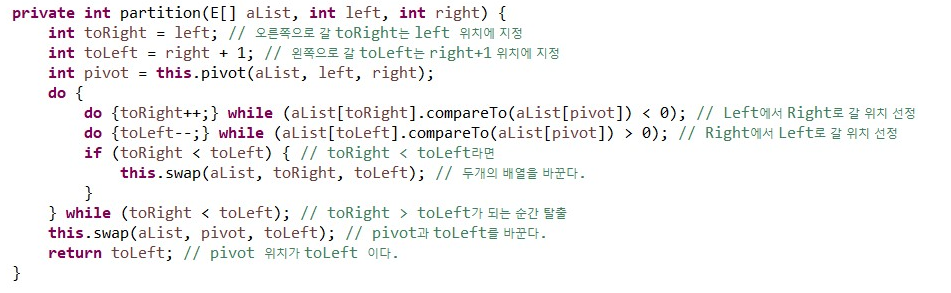 private int partition(E[] aList, int left, int right) {
    int toRight = left; // 오른쪽으로 갈 toRight는 left 위치에 지정
    int toLeft = right + 1; // 왼쪽으로 갈 toLeft는 right+1 위치에 지정
    int pivot = this.pivot(aList, left, right);
    do {
        do {toRight++;} while (aList[toRight].compareTo(aList[pivot]) < 0); // Left에서 Right로 갈 위치 선정
        do {toLeft--;} while (aList[toLeft].compareTo(aList[pivot]) > 0); // Right에서 Left로 갈 위치 선정
        if (toRight < toLeft) { // toRight < toLeft라면
            this.swap(aList, toRight, toLeft); // 두개의 배열을 바꾼다.
        }
    } while (toRight < toLeft); // toRight > toLeft가 되는 순간 탈출
    this.swap(aList, pivot, toLeft); // pivot과 toLeft를 바꾼다.
    return toLeft; // pivot 위치가 toLeft 이다.
}